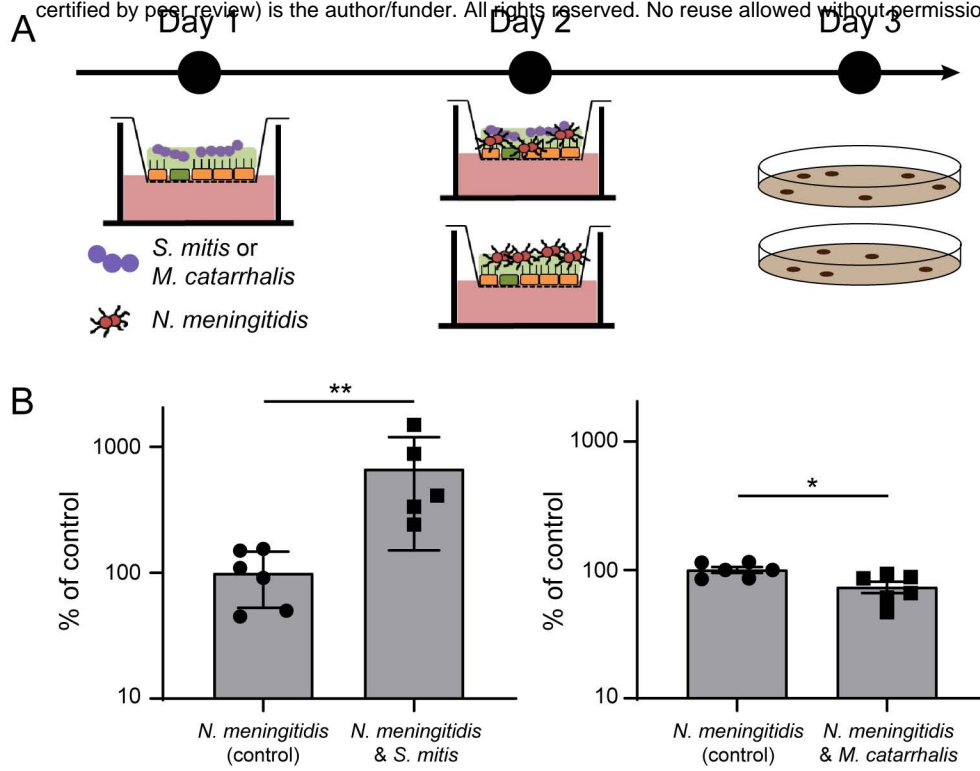 certified by peer review) is the author/funder. All rights reserved. No reuse allowed without permissio
A
Day 1
Day 2
Day 3
S. mitis or
M. catarrhalis
N. meningitidis
B
**
1000
100
10
% of control
N. meningitidis
(control)
N. meningitidis
& S. mitis
*
1000
100
10
% of control
N. meningitidis
(control)
N. meningitidis
& M. catarrhalis